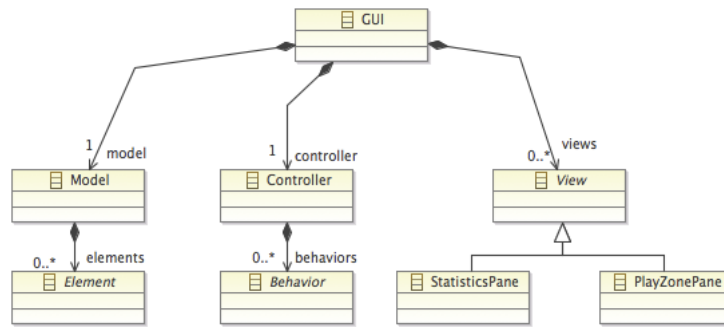 GUI
1 model
1 controller
0..* views
Model
Controller
View
0..* elements
0..* behaviors
Element
Behavior
StatisticsPane
PlayZonePane